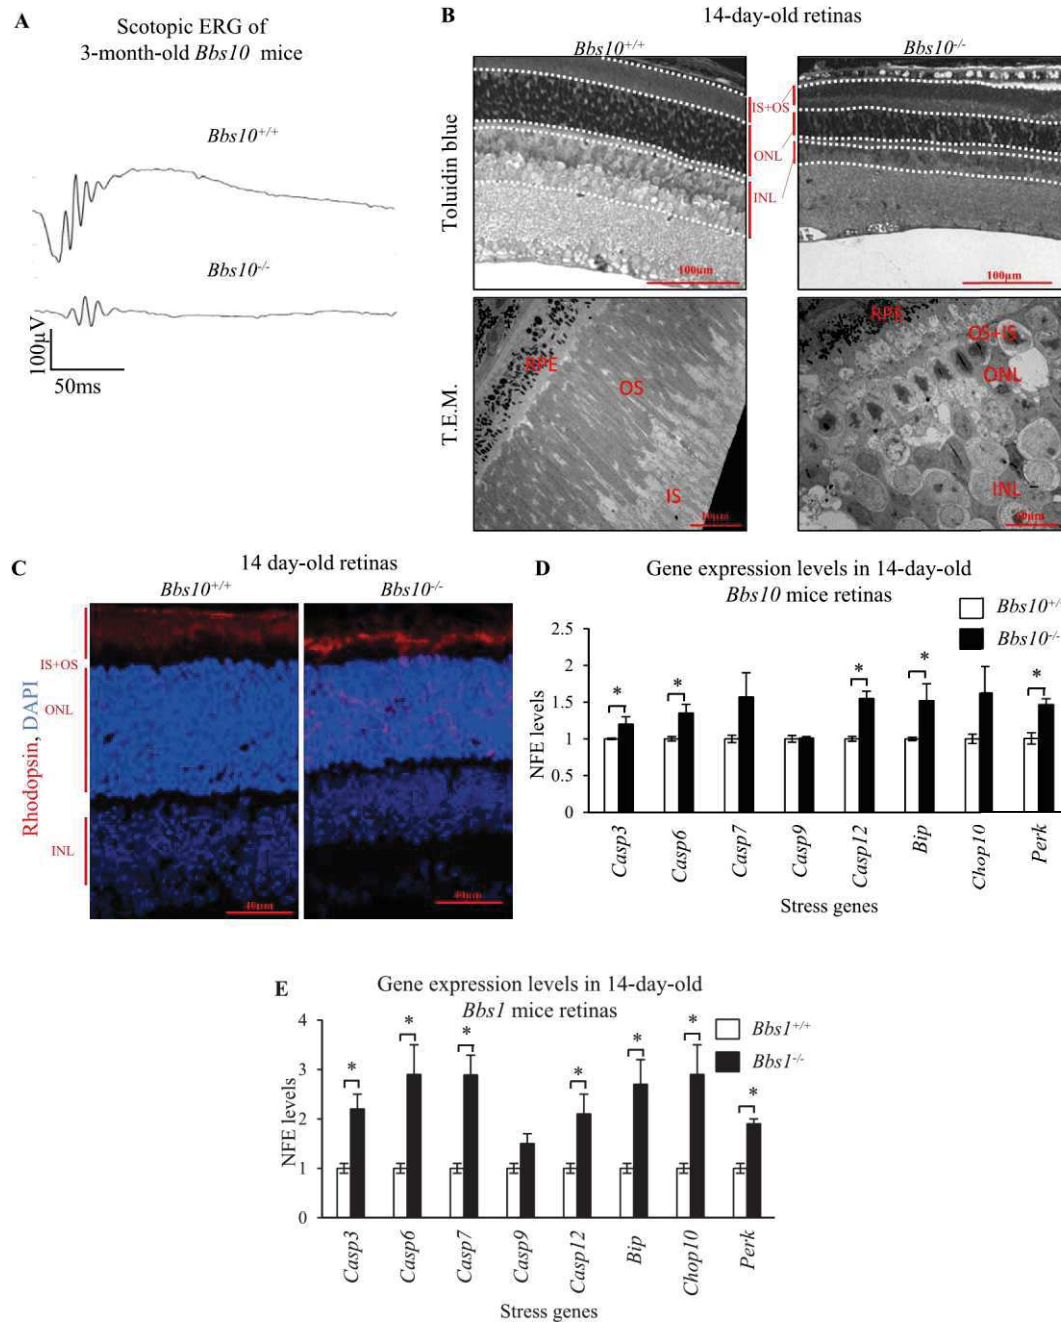 A
Scotopic ERG of
3-month-old Bbs10 mice
Bbs10+/+
Bbs10-/-
100µV
50ms
B
14-day-old retinas
Bbs10+/+
Bbs10-/-
Toluidin blue
IS+OS
ONL
INL
100µm
100µm
T.E.M.
RPE
OS
IS
10µm
RPE
OS+IS
ONL
INL
10µm
C
14 day-old retinas
Bbs10+/+
Bbs10-/-
Rhodopsin, DAPI
IS+OS
ONL
INL
40µm
40µm
D
Gene expression levels in 14-day-old
Bbs10 mice retinas
Bbs10+/+
Bbs10-/-
NFE levels
2.5
2
1.5
1
0.5
0
* * * * *
Casp3
Casp6
Casp7
Casp9
Casp12
Bip
Chop10
Perk
Stress genes
E
Gene expression levels in 14-day-old
Bbs1 mice retinas
Bbs1+/+
Bbs1-/-
NFE levels
4
3
2
1
0
* * * * * * *
Casp3
Casp6
Casp7
Casp9
Casp12
Bip
Chop10
Perk
Stress genes